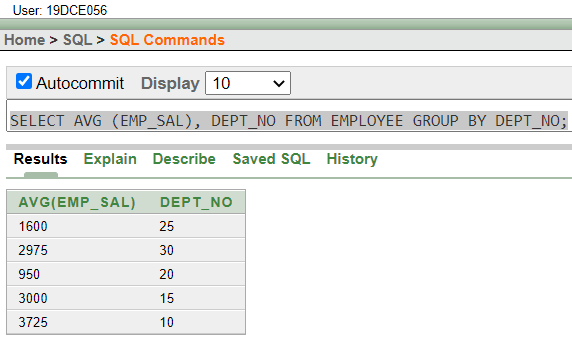 User: 19DCE056
Home > SQL > SQL Commands
Autocommit Display 10
SELECT AVG (EMP_SAL), DEPT_NO FROM EMPLOYEE GROUP BY DEPT_NO;
Results Explain Describe Saved SQL History
AVG(EMP_SAL) DEPT_NO
1600 25
2975 30
950 20
3000 15
3725 10